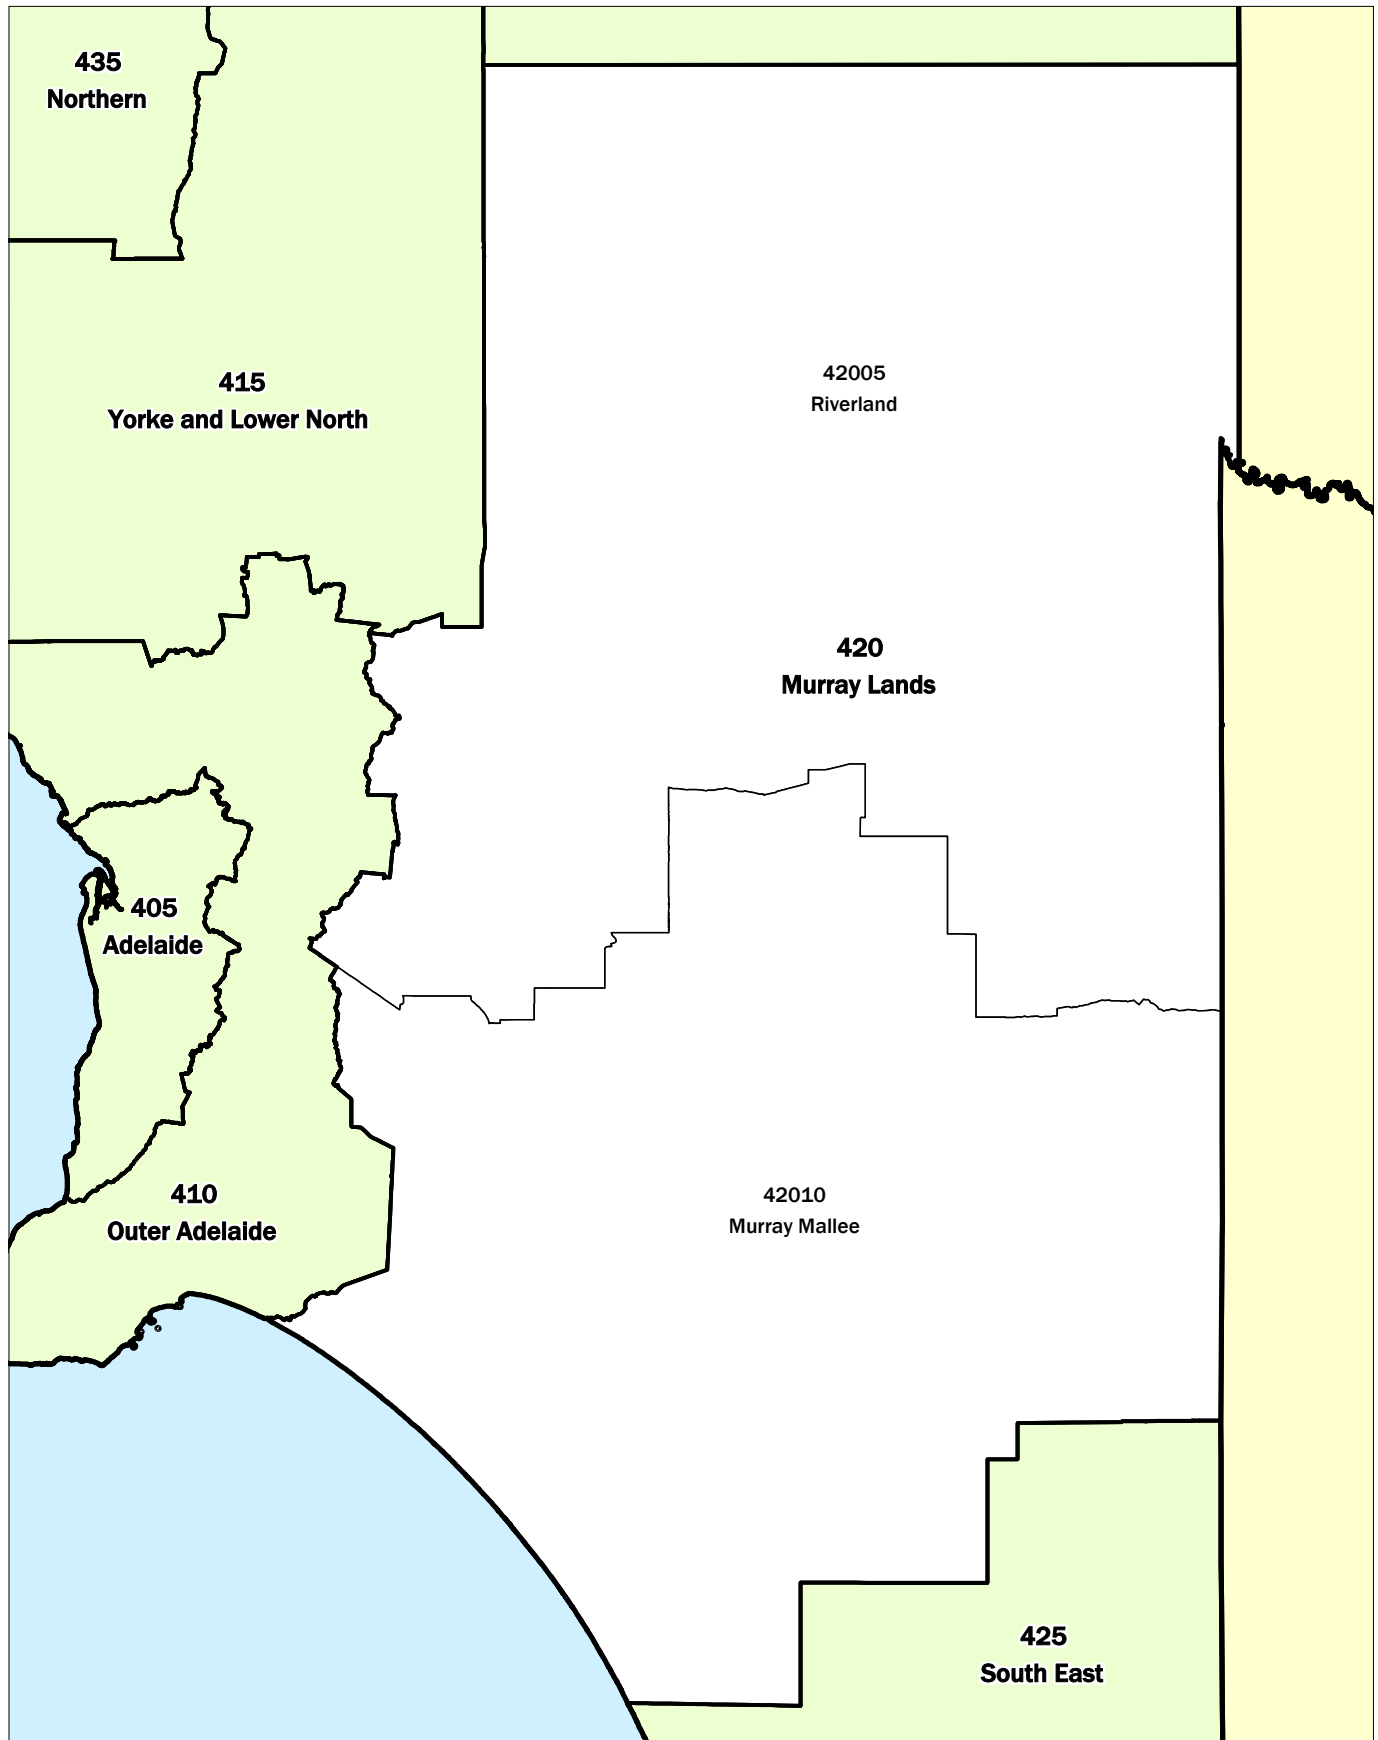 435
Northern
42005
Riverland
415
Yorke and Lower North
420
Murray Lands
405
Adelaide
410
Outer Adelaide
42010
Murray Mallee
425
South East